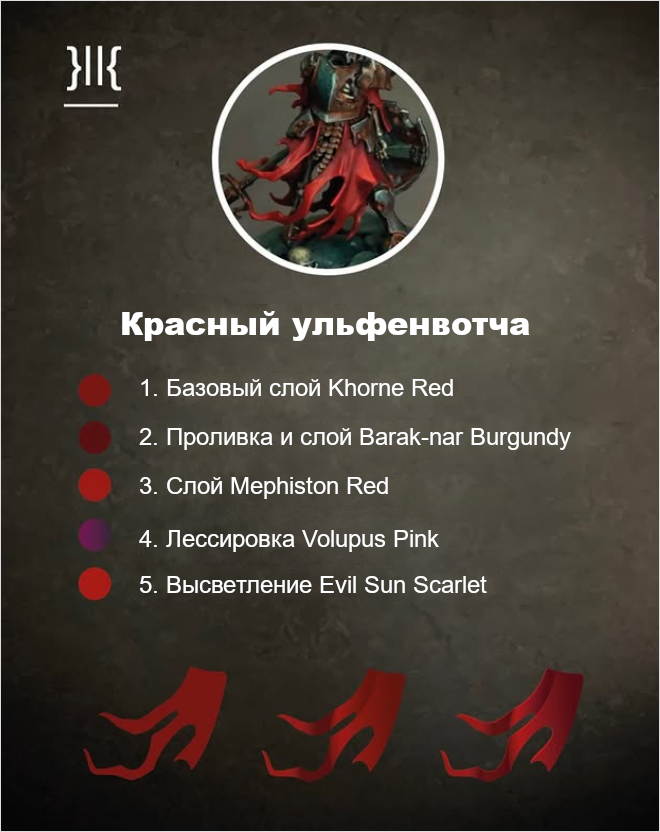 Красный ульфенвотча
1. Базовый слой Khorne Red
2. Проливка и слой Barak-nar Burgundy
3. Слой Mephiston Red
4. Лессировка Volupus Pink
5. Высветление Evil Sun Scarlet